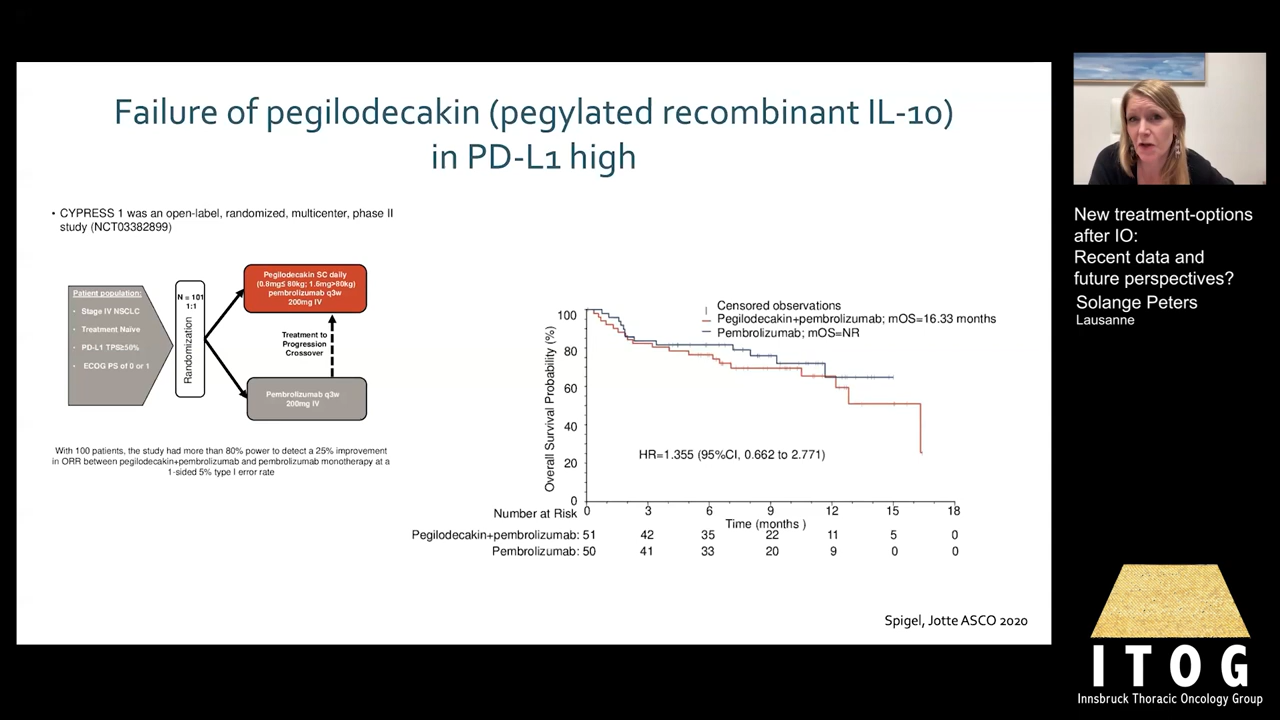 Failure of pegilodecakin (pegylated recombinant IL-10)
in PD-L1 high
• CYPRESS 1 was an open-label, randomized, multicenter, phase II
study (NCT03382899)
Patient population:
• Stage IV NSCLC
• Treatment Naive
• PD-L1 TPS≥50%
• ECOG PS of 0 or 1
N = 101
1:1
Randomization
Pegilodecakin SC daily
(0.8mg≤ 80kg; 1.6mg>80kg)
pembrolizumab q3w
200mg IV
Treatment to
Progression
Crossover
Pembrolizumab q3w
200mg IV
With 100 patients, the study had more than 80% power to detect a 25% improvement
in ORR between pegilodecakin+pembrolizumab and pembrolizumab monotherapy at a
1-sided 5% type I error rate
Overall Survival Probability (%)
100
80
60
40
20
0
Censored observations
Pegilodecakin+pembrolizumab; mOS=16.33 months
Pembrolizumab; mOS=NR
HR=1.355 (95%CI, 0.662 to 2.771)
0 3 6 9 12 15 18
Time (months )
Number at Risk
Pegilodecakin+pembrolizumab: 51 42 35 22 11 5 0
Pembrolizumab: 50 41 33 20 9 0 0
Spigel, Jotte ASCO 2020
New treatment-options
after IO:
Recent data and
future perspectives?
Solange Peters
Lausanne
ITOG
Innsbruck Thoracic Oncology Group